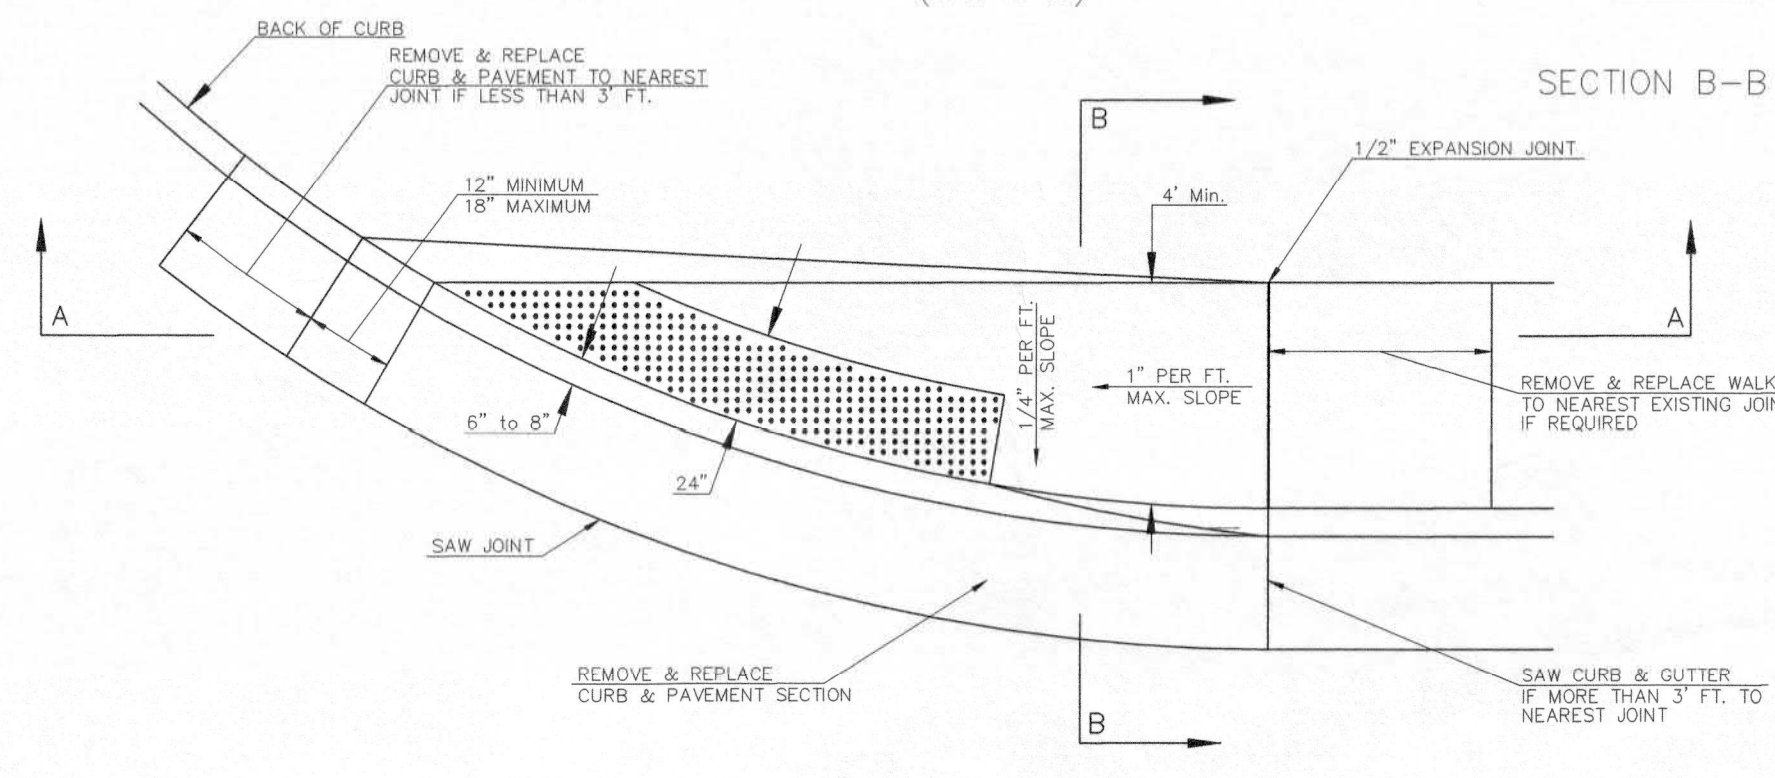 BACK OF CURB
REMOVE & REPLACE
CURB & PAVEMENT TO NEAREST
JOINT IF LESS THAN 3' FT.
SECTION B-B
B
1/2" EXPANSION JOINT
12" MINIMUM
18" MAXIMUM
4' Min.
A
A
1/4" PER FT.
MAX. SLOPE
1" PER FT.
MAX. SLOPE
REMOVE & REPLACE WALK
TO NEAREST EXISTING
IF REQUIRED
6" to 8"
24"
SAW JOINT
REMOVE & REPLACE
CURB & PAVEMENT SECTION
SAW CURB & GUTTER
IF MORE THAN 3' FT. TO
NEAREST JOINT
B